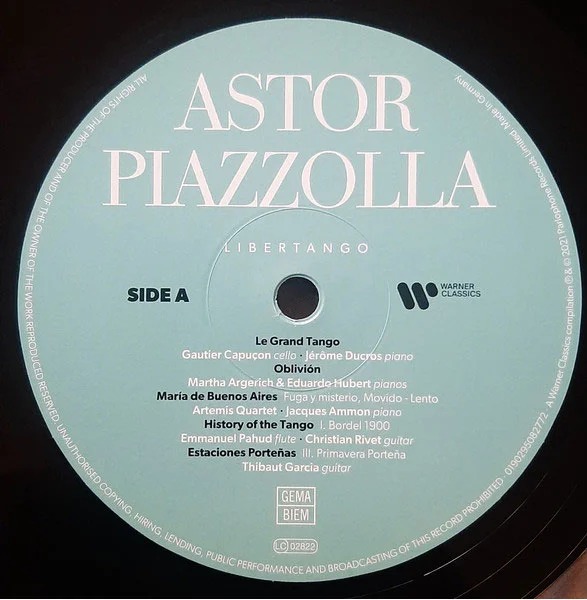 ASTOR
PIAZZOLLA
LIBERTANGO
SIDE A
WARNER
CLASSICS
Le Grand Tango
Gautier Capuçon cello · Jérôme Ducros piano
Oblivión
Martha Argerich & Eduardo Hubert pianos
María de Buenos Aires Fuga y misterio, Movido - Lento
Artemis Quartet · Jacques Ammon piano
History of the Tango I. Bordel 1900
Emmanuel Pahud flute · Christian Rivet guitar
Estaciones Porteñas III. Primavera Porteña
Thibaut Garcia guitar
GEMA
BIEM
LC 02822
ALL RIGHTS OF THE PRODUCER AND OF THE OWNER OF THE WORK REPRODUCED RESERVED. UNAUTHORISED COPYING, HIRING, LENDING, PUBLIC PERFORMANCE AND BROADCASTING OF THIS RECORD PROHIBITED · 0190295082772 A Warner Classics compilation ℗ & © 2021 Parlophone Records Limited. Made in Germany.